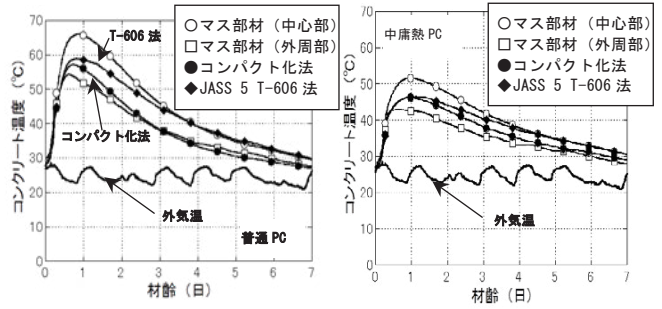 コンクリート温度 (℃)
70
60
50
40
30
20
10
0
T-606 法
○マス部材（中心部）
□マス部材（外周部）
●コンパクト化法
◆JASS 5 T-606 法
コンパクト化法
外気温
普通 PC
0 1 2 3 4 5 6 7
材齢（日）
コンクリート温度 (℃)
70
60
50
40
30
20
10
0
中庸熱 PC
○マス部材（中心部）
□マス部材（外周部）
●コンパクト化法
◆JASS 5 T-606 法
外気温
0 1 2 3 4 5 6 7
材齢（日）